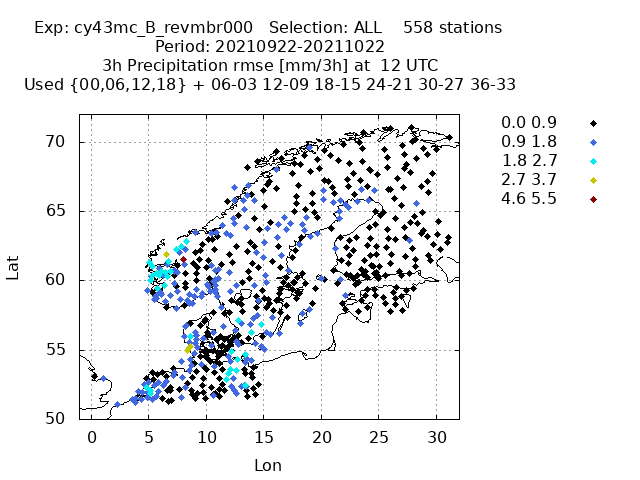 Exp: cy43mc_B_revmbr000 Selection: ALL 558 stations
Period: 20210922-20211022
3h Precipitation rmse [mm/3h] at 12 UTC
Used {00,06,12,18} + 06-03 12-09 18-15 24-21 30-27 36-33
0.0 0.9
0.9 1.8
1.8 2.7
2.7 3.7
4.6 5.5
70
65
60
55
50
Lat
0 5 10 15 20 25 30
Lon